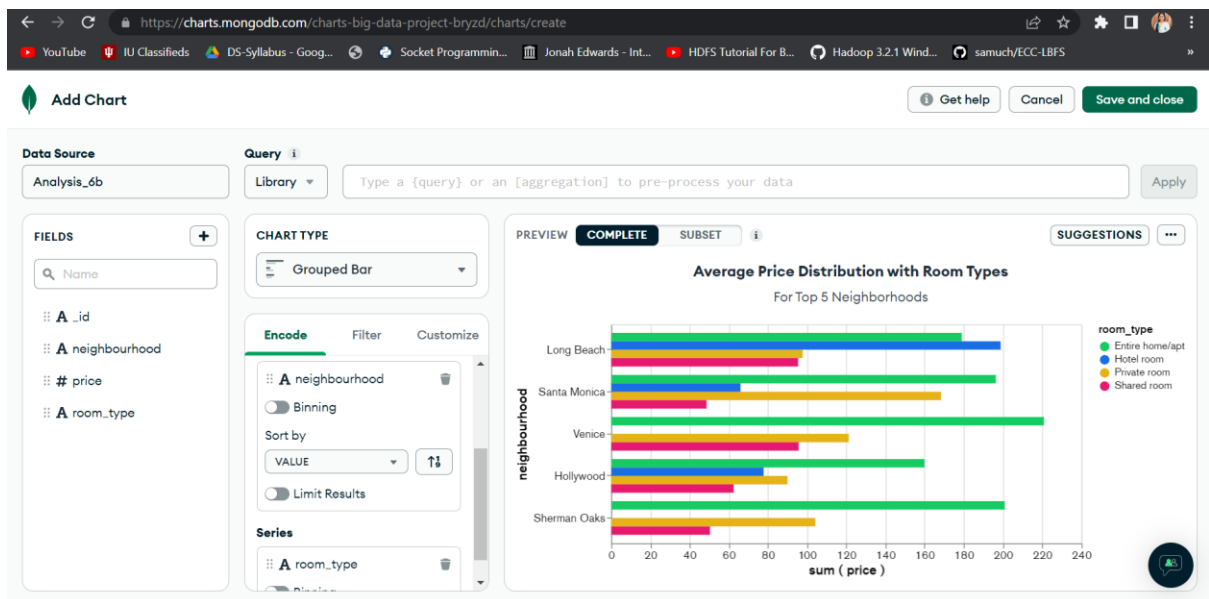 https://charts.mongodb.com/charts-big-data-project-bryzd/charts/create
YouTube IU Classifieds DS-Syllabus - Goog... Socket Programmin... Jonah Edwards - Int... HDFS Tutorial For B... Hadoop 3.2.1 Wind... samuch/ECC-LBFS »
Add Chart
Get help Cancel Save and close
Data Source
Analysis_6b
Query i
Library Type a {query} or an [aggregation] to pre-process your data Apply
FIELDS +
Name
A _id
A neighbourhood
# price
A room_type
CHART TYPE
Grouped Bar
Encode Filter Customize
A neighbourhood
Binning
Sort by
VALUE
Limit Results
Series
A room_type
Binning
PREVIEW COMPLETE SUBSET i SUGGESTIONS ...
Average Price Distribution with Room Types
For Top 5 Neighborhoods
neighbourhood
Long Beach
Santa Monica
Venice
Hollywood
Sherman Oaks
0 20 40 60 80 100 120 140 160 180 200 220 240
sum ( price )
room_type
Entire home/apt
Hotel room
Private room
Shared room